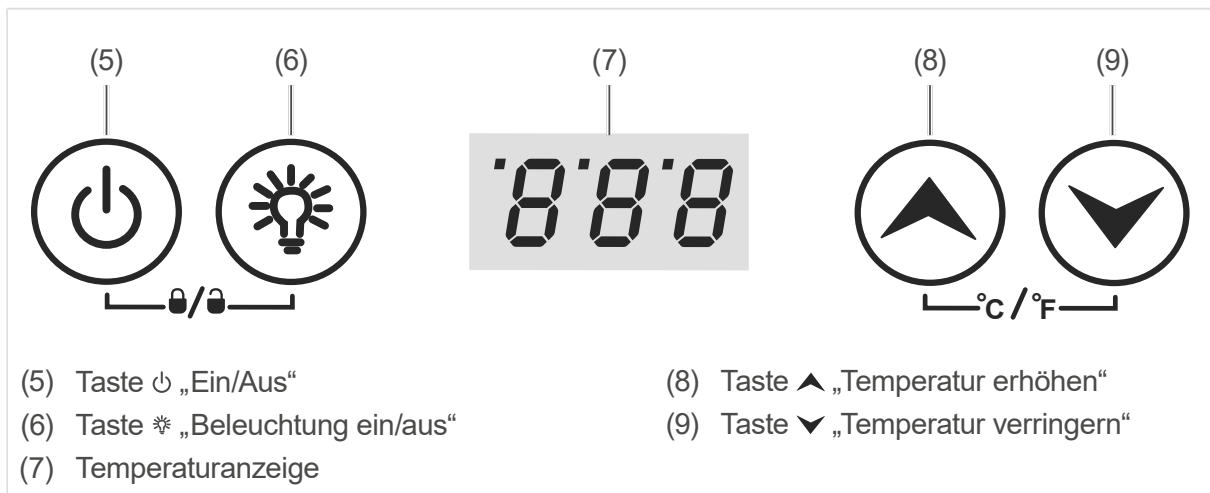 (5) (6) (7) (8) (9)
888
°C / °F
(5) Taste „Ein/Aus“
(6) Taste „Beleuchtung ein/aus“
(7) Temperaturanzeige
(8) Taste „Temperatur erhöhen“
(9) Taste „Temperatur verringern“